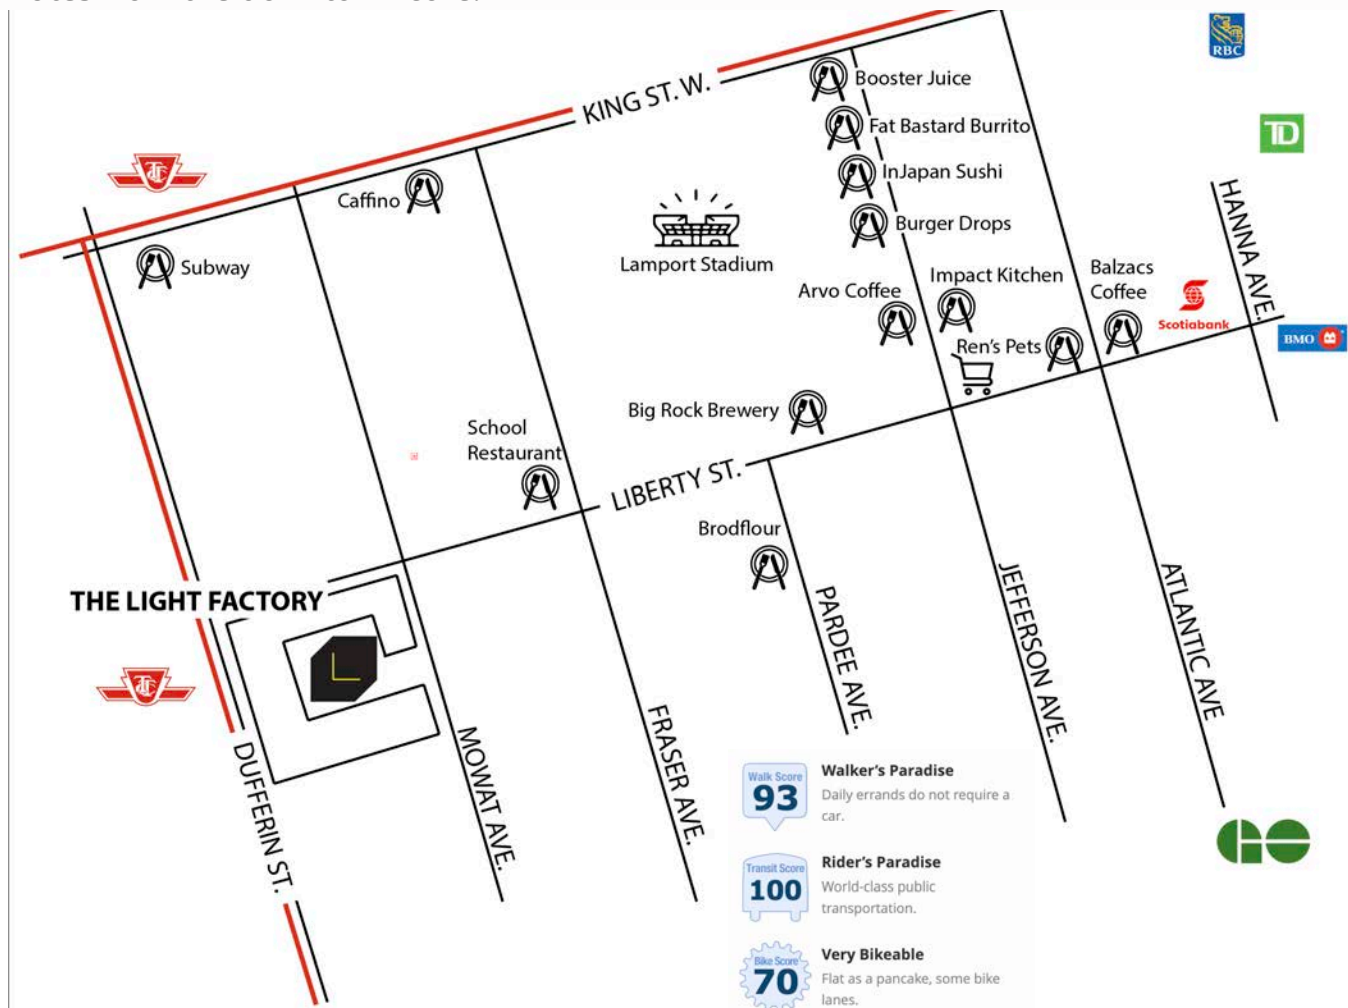 RBC
KING ST. W.
Booster Juice
Fat Bastard Burrito
TD
InJapan Sushi
Caffino
HANNA AVE.
Burger Drops
Subway
Lamport Stadium
Impact Kitchen
Balzacs
Coffee
Arvo Coffee
Scotiabank
Ren's Pets
BMO
Big Rock Brewery
School
Restaurant
LIBERTY ST.
Brodflour
THE LIGHT FACTORY
PARDEE AVE.
JEFFERSON AVE.
ATLANTIC AVE
DUFFERIN ST.
MOWAT AVE.
FRASER AVE.
Walk Score
93
Walker's Paradise
Daily errands do not require a
car.
Transit Score
100
Rider's Paradise
World-class public
transportation.
GO
Bike Score
70
Very Bikeable
Flat as a pancake, some bike
lanes.